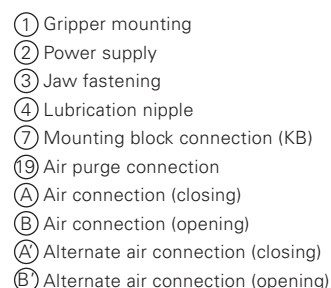 1 Gripper mounting
2 Power supply
3 Jaw fastening
4 Lubrication nipple
7 Mounting block connection (KB)
19 Air purge connection
A Air connection (closing)
B Air connection (opening)
A' Alternate air connection (closing)
B' Alternate air connection (opening)